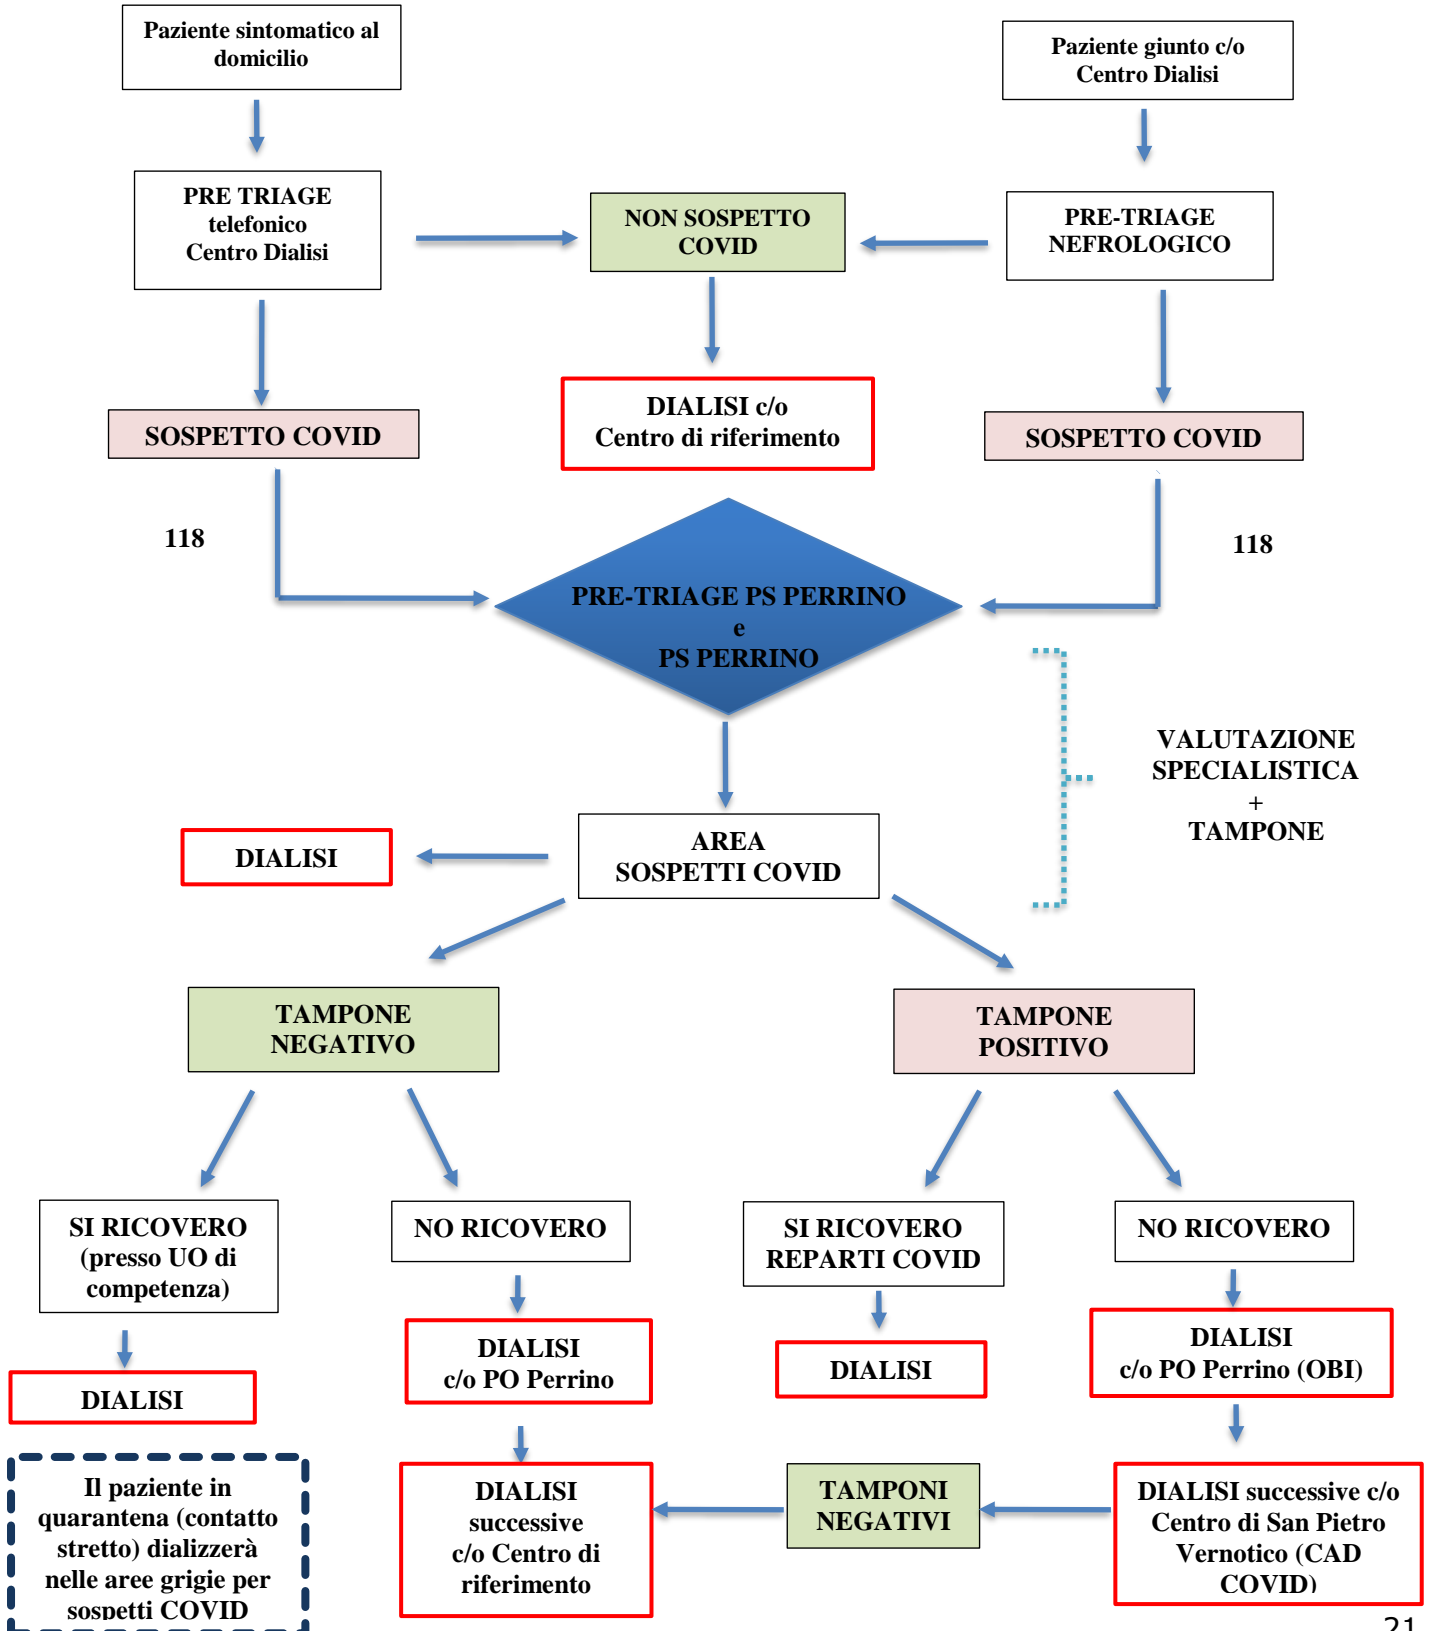 Paziente sintomatico al
domicilio
Paziente giunto c/o
Centro Dialisi
PRE TRIAGE
telefonico
Centro Dialisi
NON SOSPETTO
COVID
PRE-TRIAGE
NEFROLOGICO
DIALISI c/o
Centro di riferimento
SOSPETTO COVID
SOSPETTO COVID
118
118
PRE-TRIAGE PS PERRINO
e
PS PERRINO
VALUTAZIONE
SPECIALISTICA
+
TAMPONE
AREA
SOSPETTI COVID
DIALISI
TAMPONE
NEGATIVO
TAMPONE
POSITIVO
SI RICOVERO
(presso UO di
competenza)
NO RICOVERO
SI RICOVERO
REPARTI COVID
NO RICOVERO
DIALISI
DIALISI
c/o PO Perrino
DIALISI
DIALISI
c/o PO Perrino (OBI)
Il paziente in
quarantena (contatto
stretto) dializzerà
nelle aree grigie per
sospetti COVID
DIALISI
successive
c/o Centro di
riferimento
TAMPONI
NEGATIVI
DIALISI successive c/o
Centro di San Pietro
Vernotico (CAD
COVID)
21